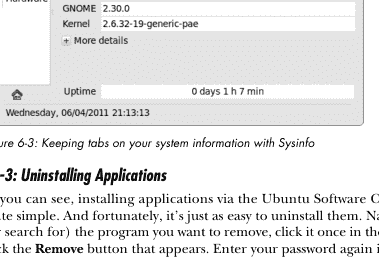 GNOME 2.30.0
Kernel 2.6.32-19-generic-pae
More details
Uptime 0 days 1 h 7 min
Wednesday, 06/04/2011 21:13:13
ure 6-3: Keeping tabs on your system information with Sysinfo
-3: Uninstalling Applications
you can see, installing applications via the Ubuntu Software C
ite simple. And fortunately, it's just as easy to uninstall them. Na
search for) the program you want to remove, click it once in the
ck the Remove button that appears. Enter your password again i